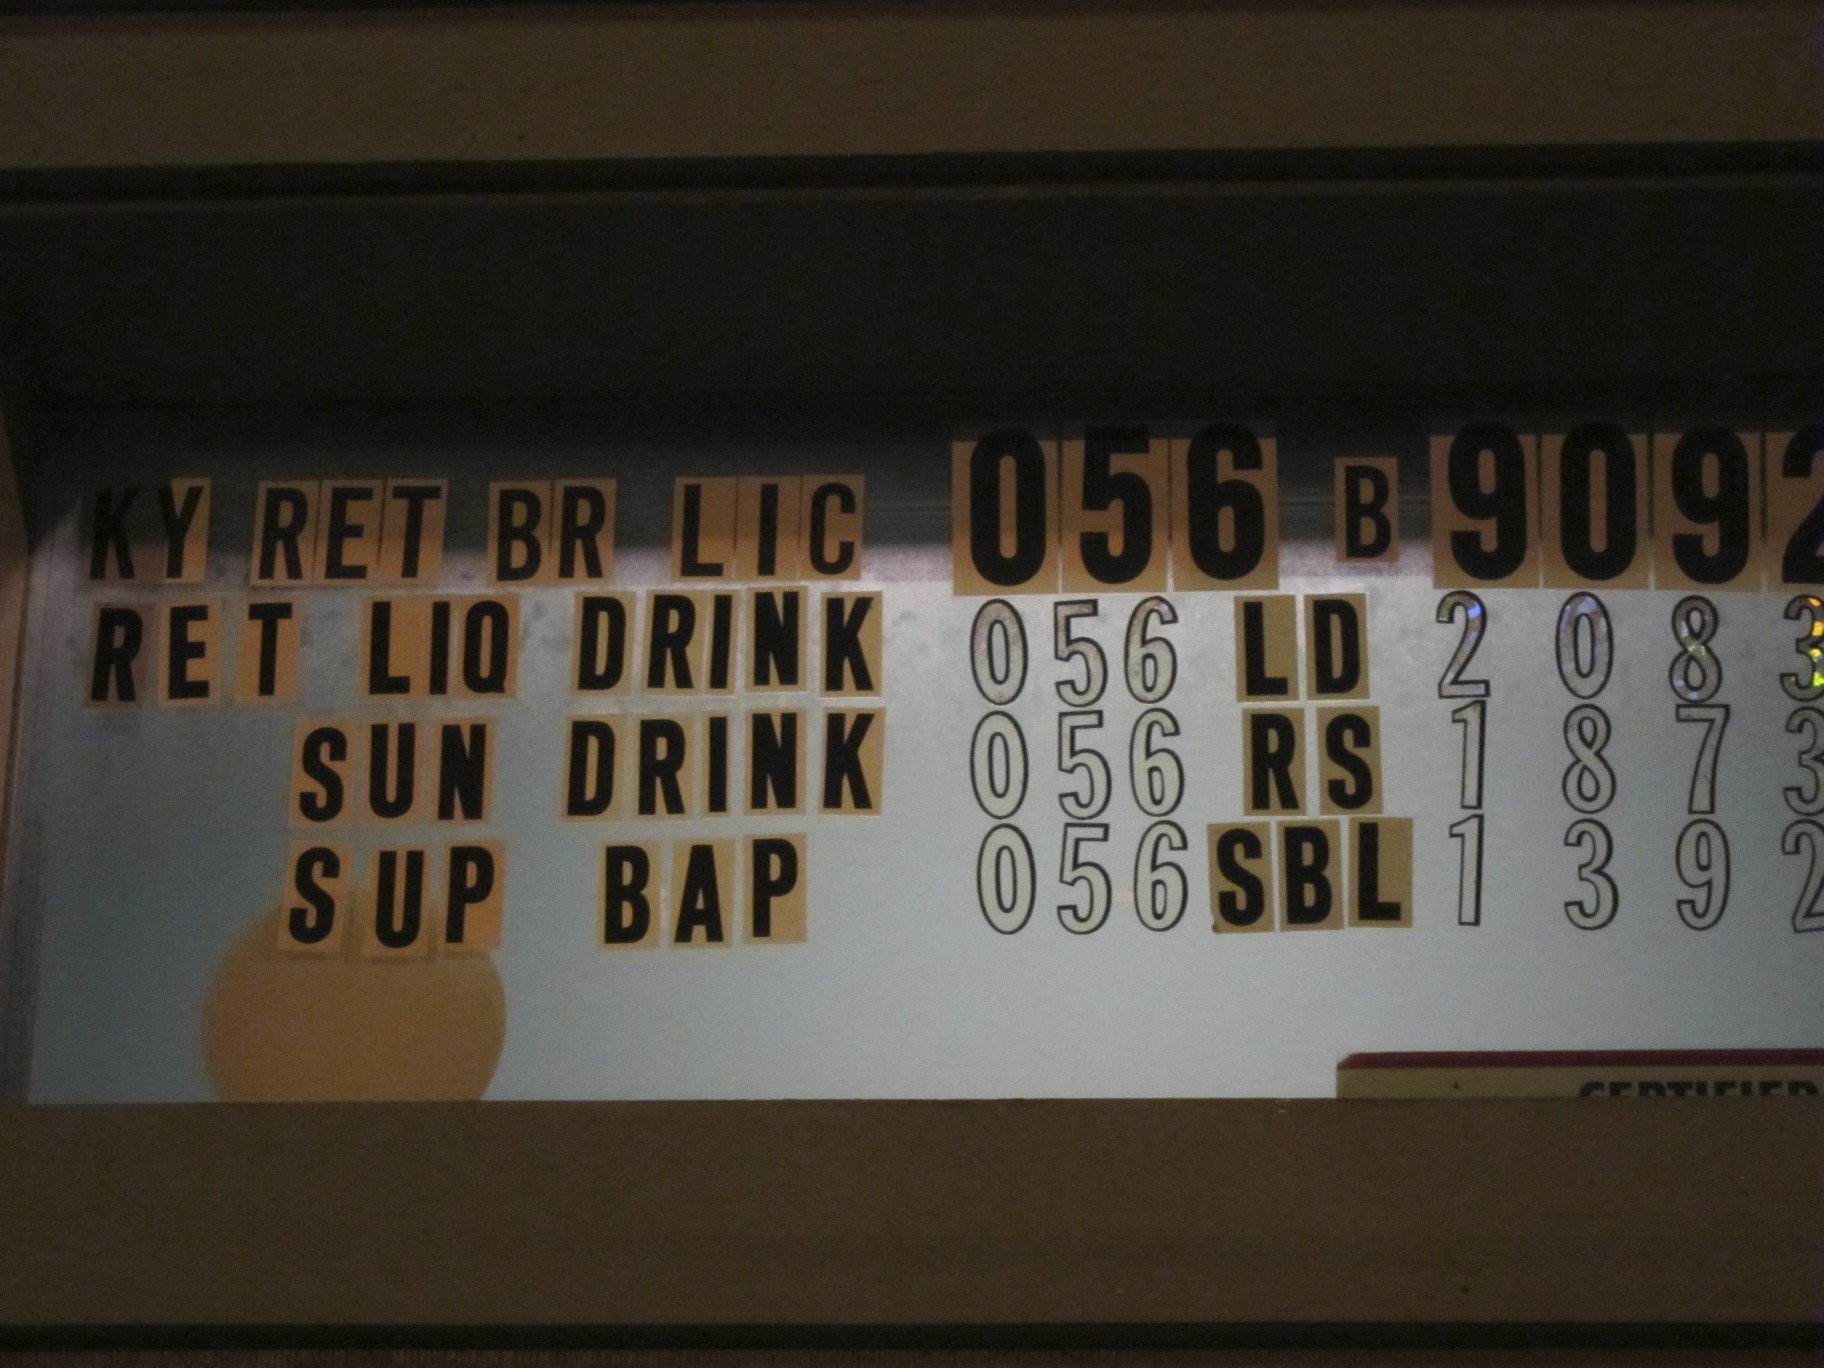 KY RET BR LIC 056 B 9092
RET LIQ DRINK 056 LD 2083
SUN DRINK 056 RS 1873
SUP BAP 056 SBL 1392
CERTIFIED